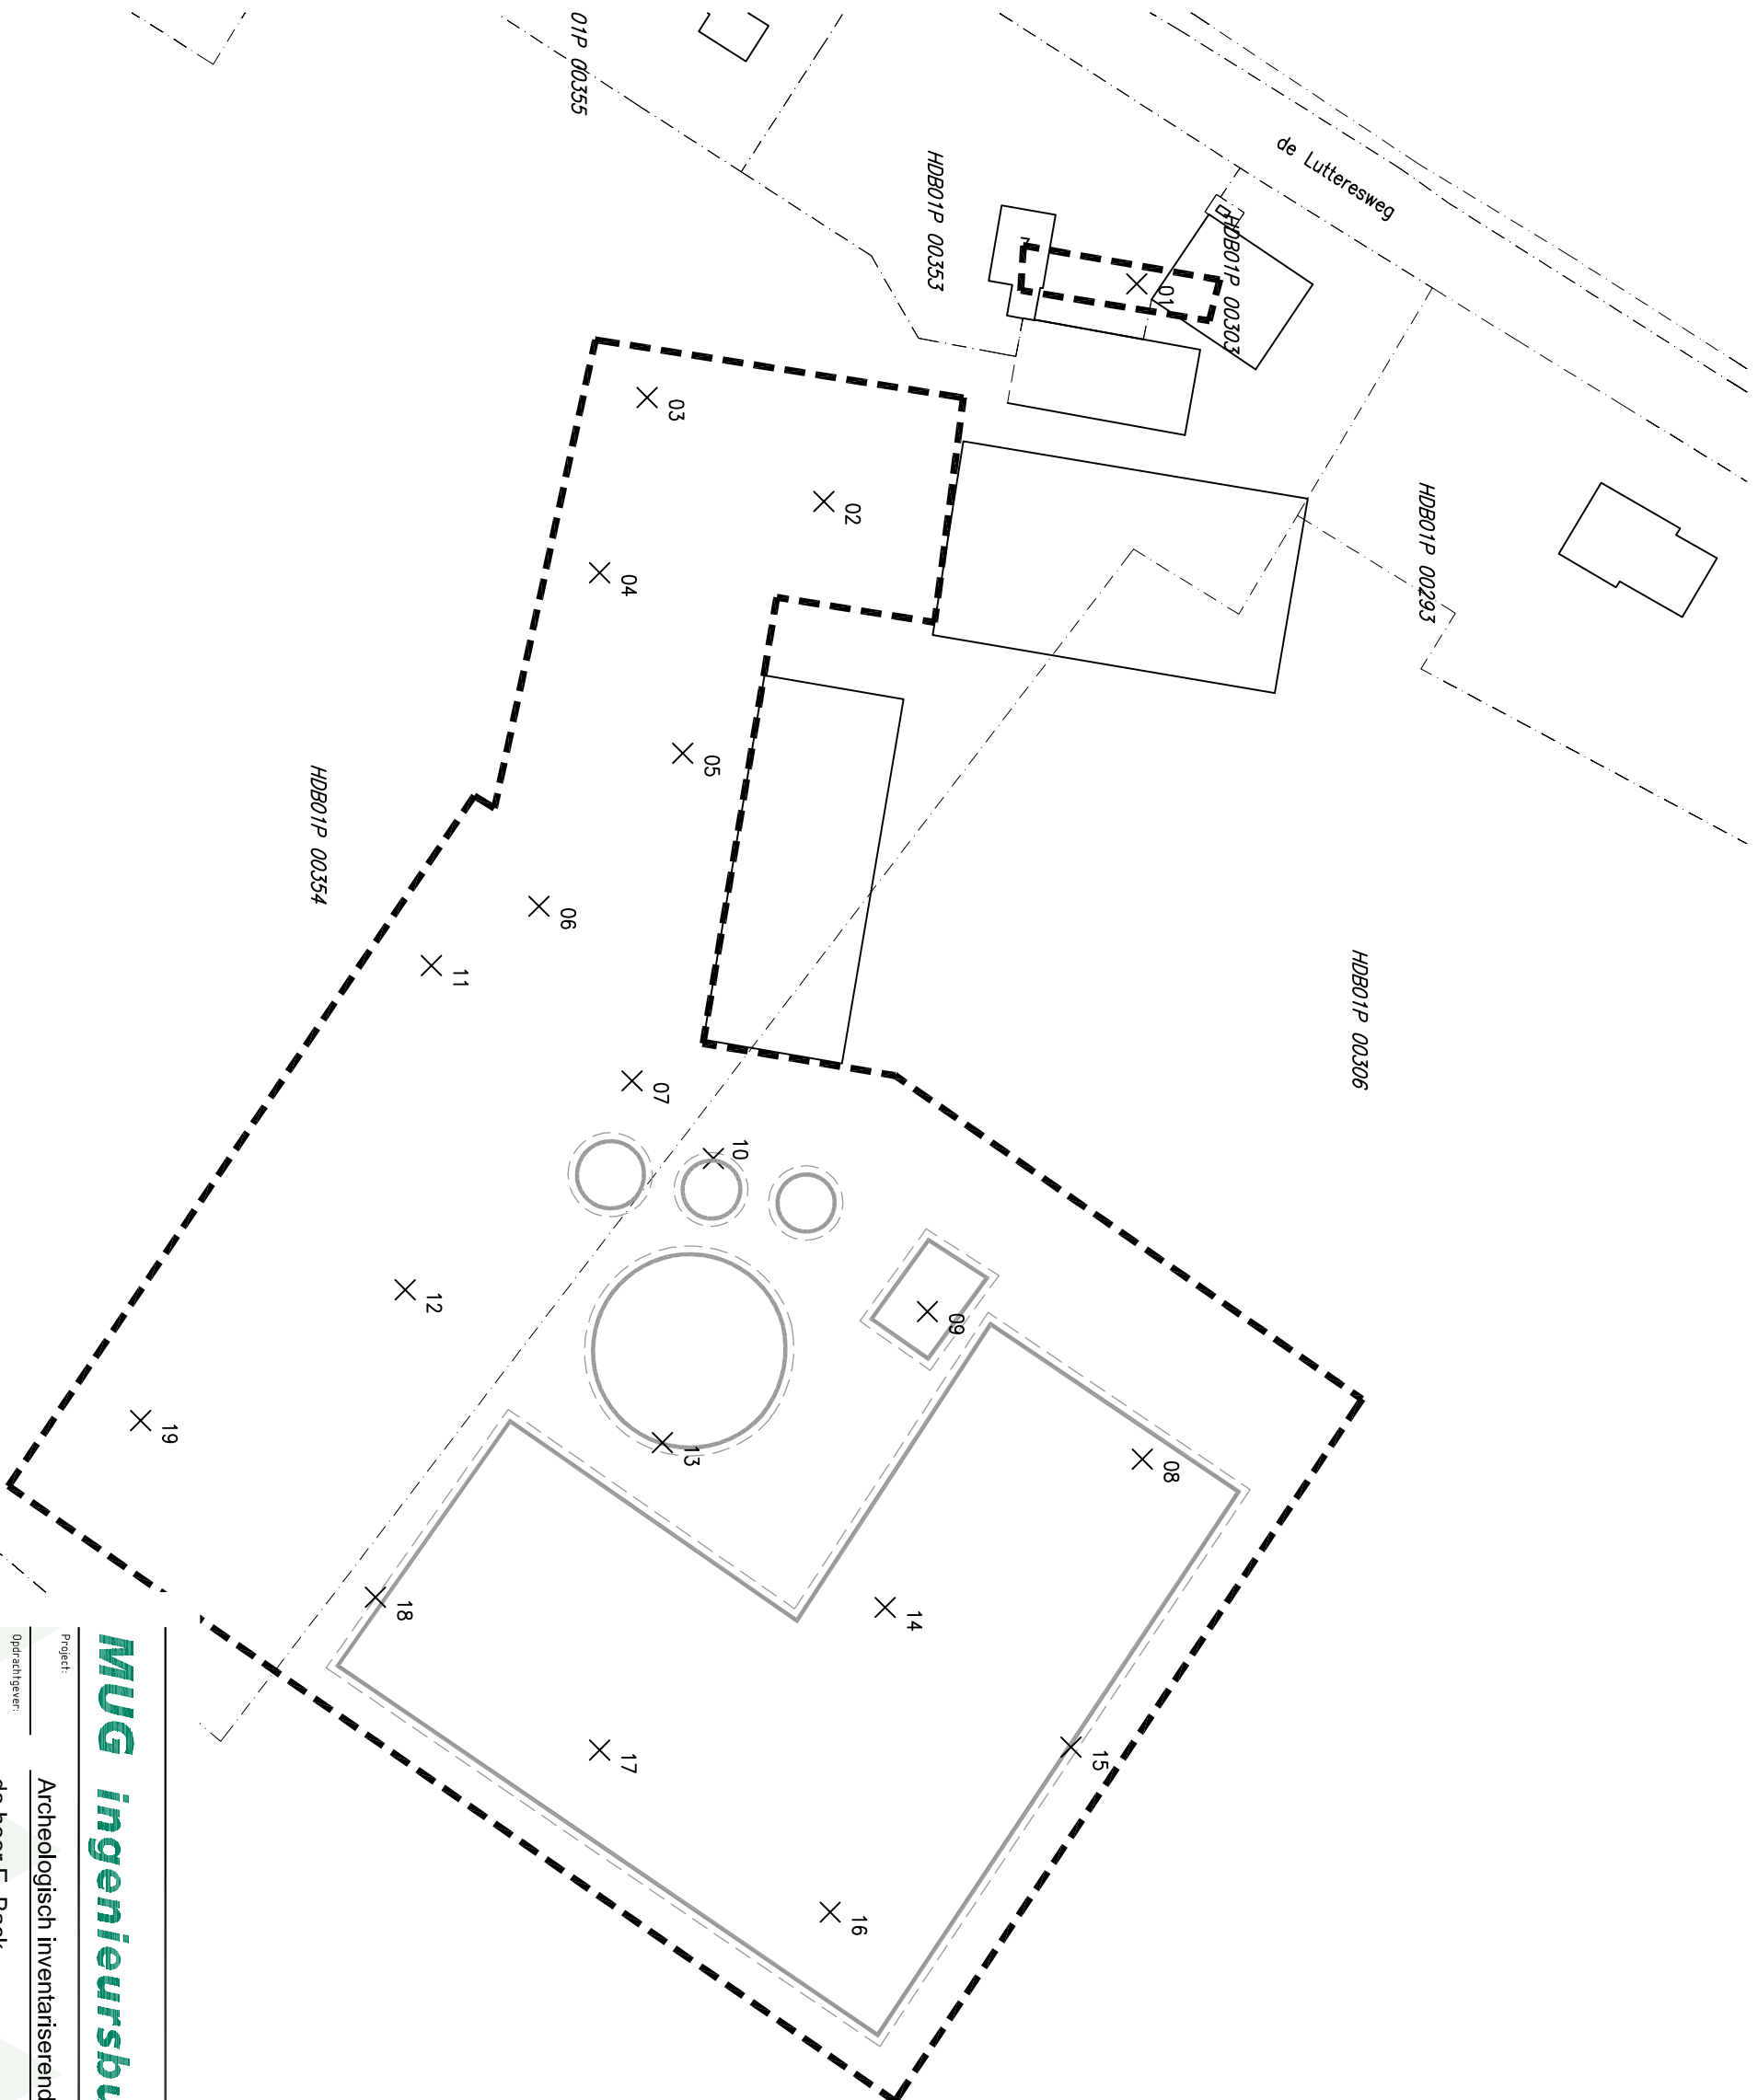 01P 00355
HDB01P 00353
de Lutteresweg
HDB01P 00303
01
HDB01P 00293
03
02
04
05
HDB01P 00354
06
11
HDB01P 00306
07
10
09
12
13
08
19
14
18
15
17
16
MUG ingenieursbu
Project:
Archeologisch inventariserend
Opdrachtgever: